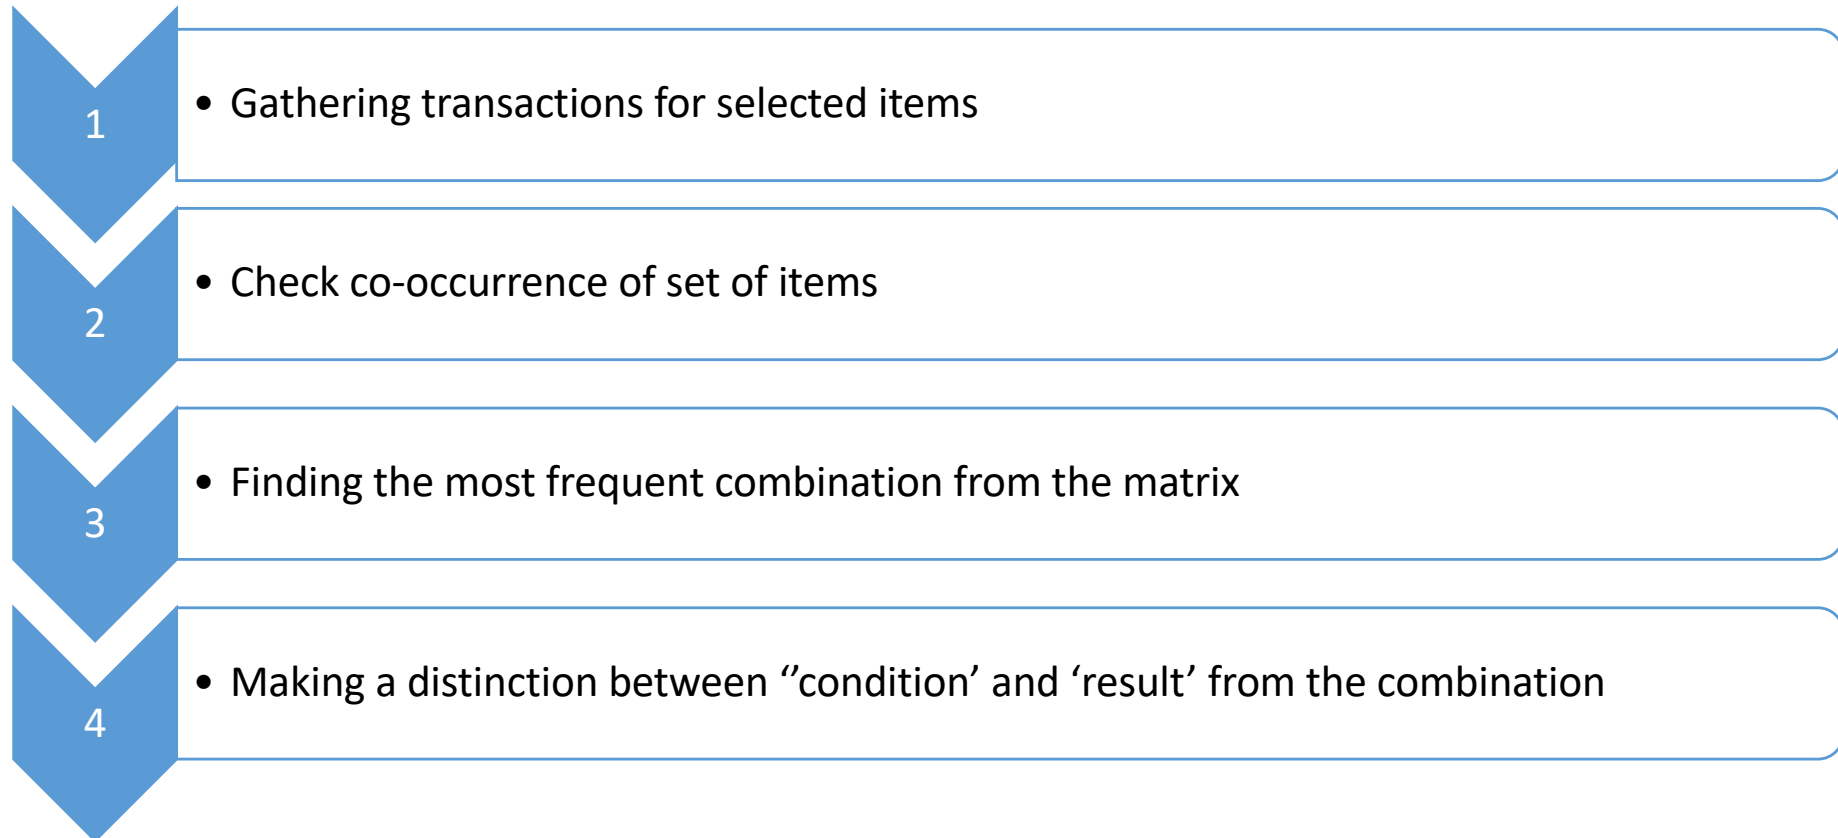 1
• Gathering transactions for selected items
2
• Check co-occurrence of set of items
3
• Finding the most frequent combination from the matrix
4
• Making a distinction between ‘’condition’ and ‘result’ from the combination